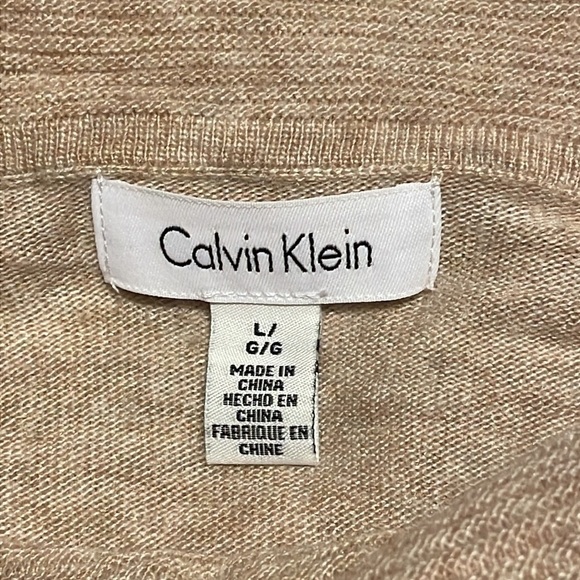 Calvin Klein
L/
G/G
MADE IN
CHINA
HECHO EN
CHINA
FABRIQUE EN
CHINE